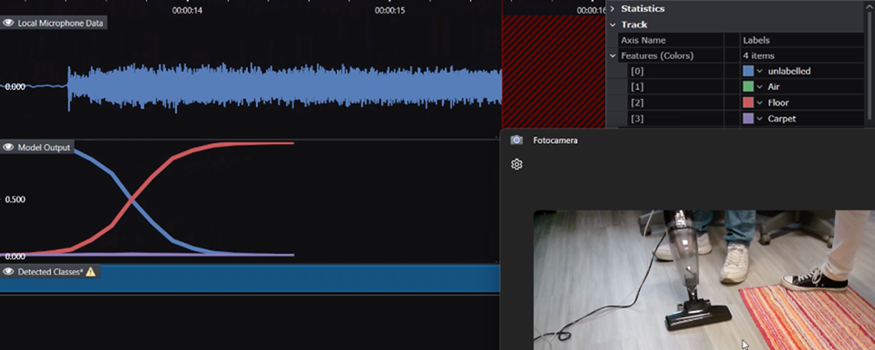 00:00:14
00:00:15
00:00:16
Local Microphone Data
0.000
Model Output
0.500
0.000
Detected Classes*
Statistics
Track
Axis Name Labels
Features (Colors) 4 items
[0] unlabelled
[1] Air
[2] Floor
[3] Carpet
Fotocamera